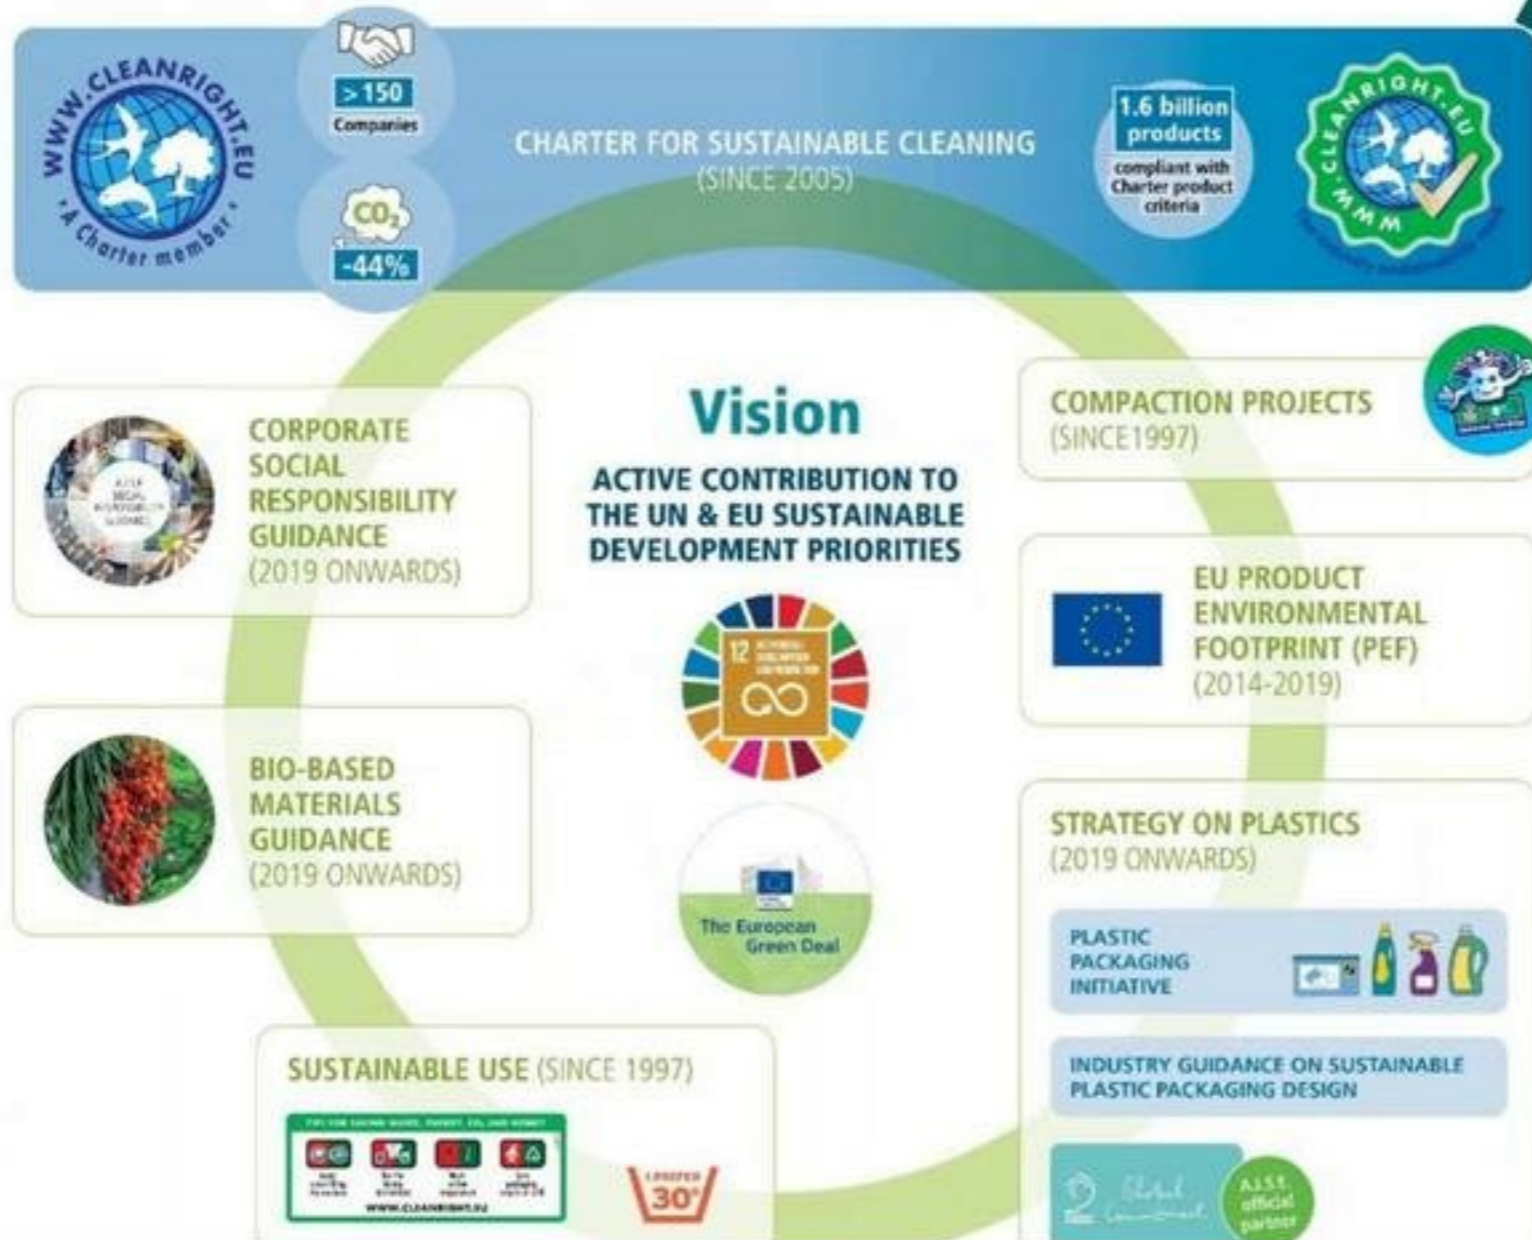 WWW.CLEANRIGHT.EU
A Charter member
>150
Companies
CO₂
-44%
CHARTER FOR SUSTAINABLE CLEANING
(SINCE 2005)
1.6 billion
products
compliant with
Charter product
criteria
WWW.CLEANRIGHT.EU
CORPORATE
SOCIAL
RESPONSIBILITY
GUIDANCE
(2019 ONWARDS)
BIO-BASED
MATERIALS
GUIDANCE
(2019 ONWARDS)
Vision
ACTIVE CONTRIBUTION TO
THE UN & EU SUSTAINABLE
DEVELOPMENT PRIORITIES
12
The European
Green Deal
COMPACTION PROJECTS
(SINCE1997)
EU PRODUCT
ENVIRONMENTAL
FOOTPRINT (PEF)
(2014-2019)
STRATEGY ON PLASTICS
(2019 ONWARDS)
PLASTIC
PACKAGING
INITIATIVE
INDUSTRY GUIDANCE ON SUSTAINABLE
PLASTIC PACKAGING DESIGN
A.I.S.E.
official
partner
SUSTAINABLE USE (SINCE 1997)
WWW.CLEANRIGHT.EU
I PREFER
30°